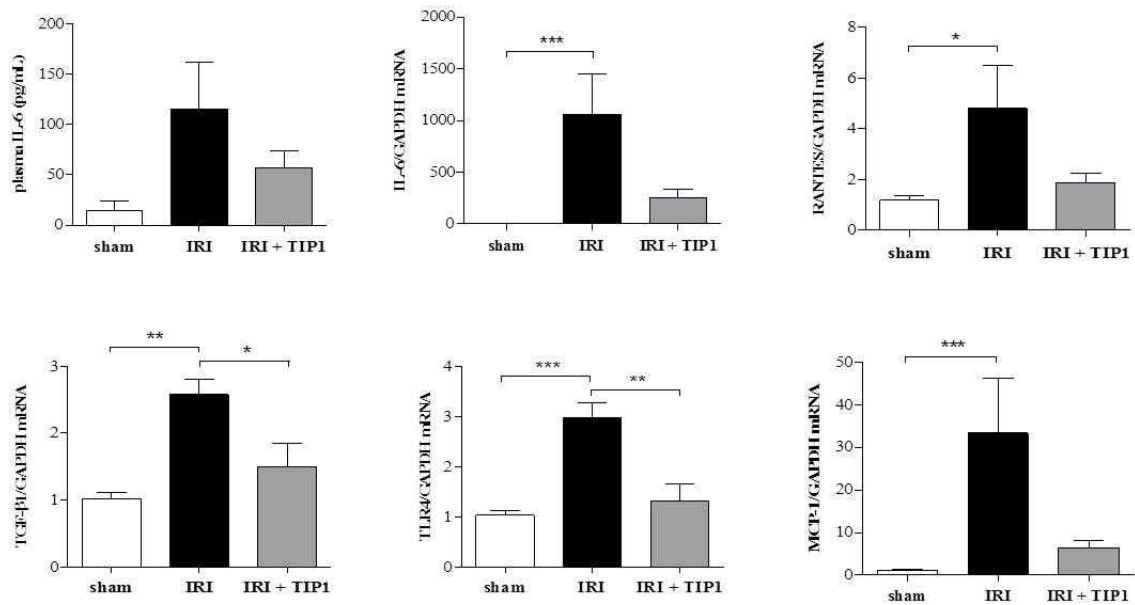 plasma IL-6 (pg/mL)
200
150
100
50
0
sham IRI IRI + TIP1
IL-6/GAPDH mRNA
2000
1500
1000
500
0
***
sham IRI IRI + TIP1
RANTES/GAPDH mRNA
8
6
4
2
0
*
sham IRI IRI + TIP1
TGF-β1/GAPDH mRNA
3
2
1
0
** *
sham IRI IRI + TIP1
TLR4/GAPDH mRNA
4
3
2
1
0
*** **
sham IRI IRI + TIP1
MCP-1/GAPDH mRNA
50
40
30
20
10
0
***
sham IRI IRI + TIP1